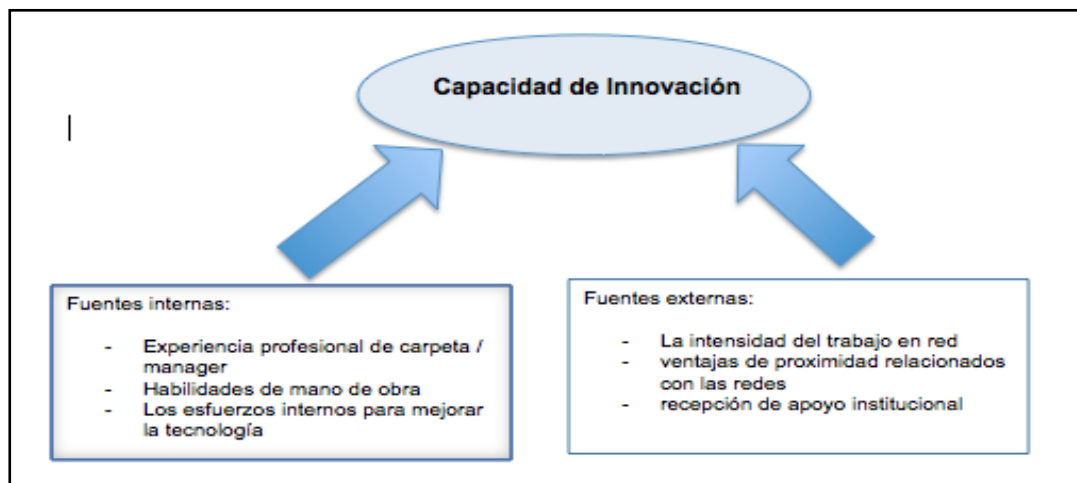 Capacidad de Innovación
Fuentes internas:
- Experiencia profesional de carpeta /
manager
- Habilidades de mano de obra
- Los esfuerzos internos para mejorar
la tecnología
Fuentes externas:
- La intensidad del trabajo en red
- ventajas de proximidad relacionados
con las redes
- recepción de apoyo institucional